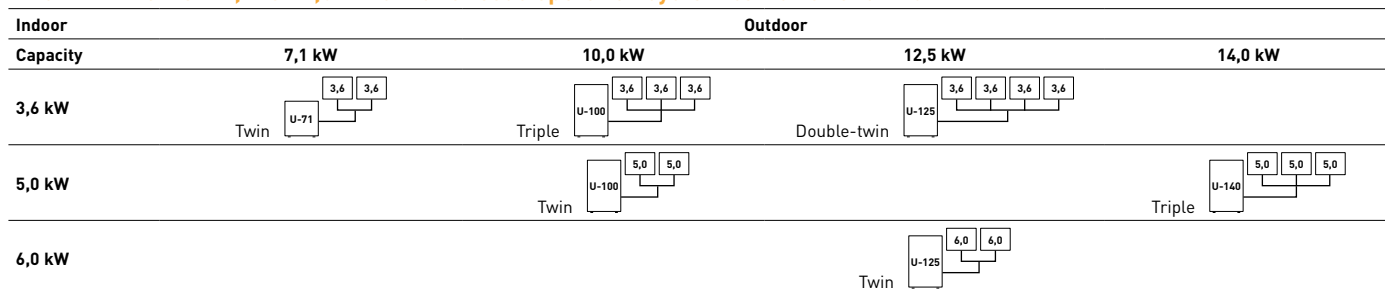 Indoor Outdoor
Capacity 7,1 kW 10,0 kW 12,5 kW 14,0 kW
3,6 kW Twin U-71 3,6 3,6 Triple U-100 3,6 3,6 3,6 Double-twin U-125 3,6 3,6 3,6 3,6
5,0 kW Twin U-100 5,0 5,0 Triple U-140 5,0 5,0 5,0
6,0 kW Twin U-125 6,0 6,0